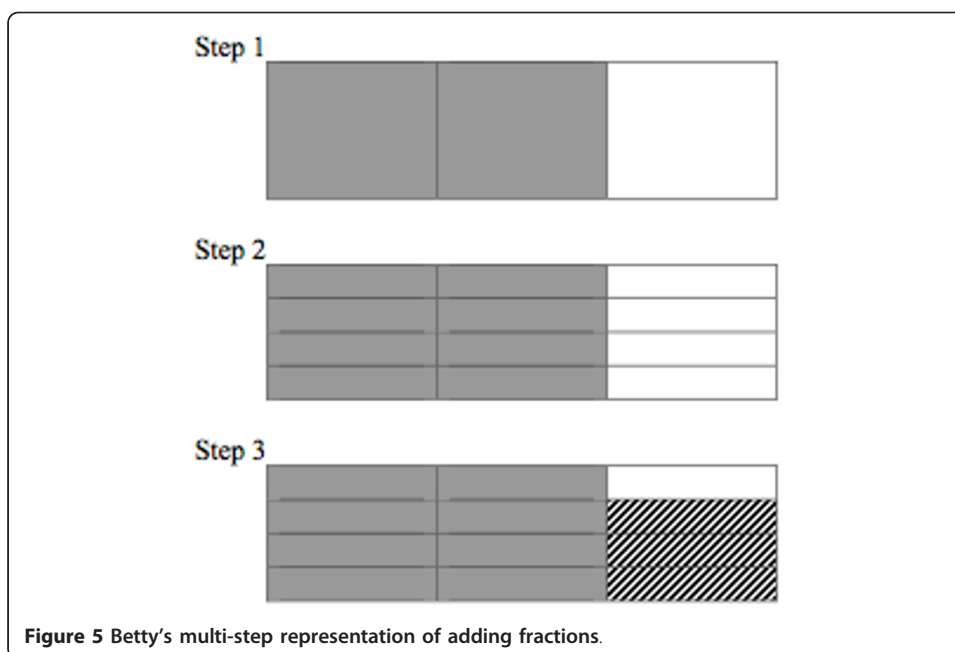 Step 1
Step 2
Step 3
Figure 5 Betty's multi-step representation of adding fractions.